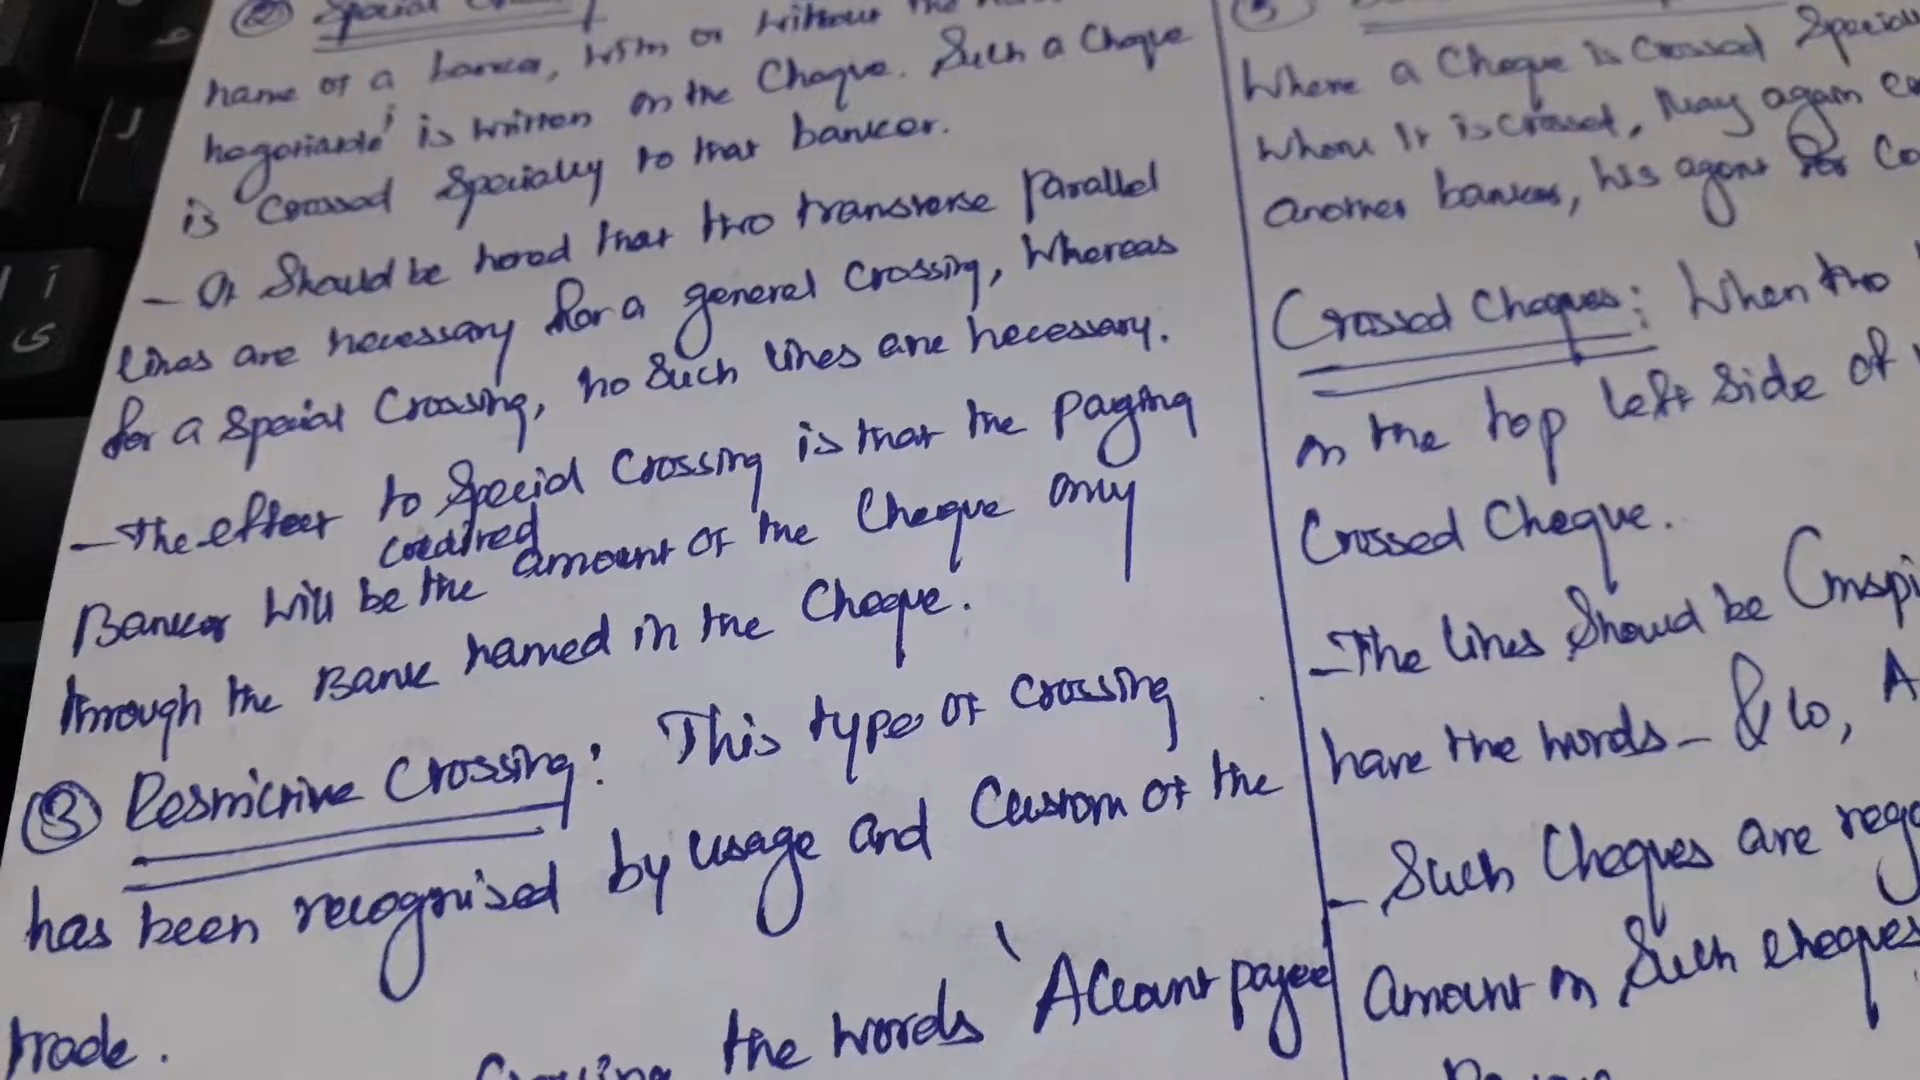 ② Special
name of a banker, with or without the
negotiable' is written on the Cheque. Such a Cheque
is Crossed Specially to that banker.
- It Should be noted that two transverse parallel
lines are necessary for a general Crossing, Whereas
for a Special Crossing, no Such lines are necessary.
- The effect to Special Crossing is that the paying
Banker will be the credited amount of the Cheque only
through the Bank named in the Cheque.
③ Restrictive Crossing: This type of crossing
has been recognised by usage and Custom of the
trade.
the words 'Account payee
Where a Cheque is Crossed
whom it is crossed, May again
another banker, his agent for
Crossed Cheques: When two
on the top left Side of
Crossed Cheque.
- The lines Should be
have the words - & Co, A
- Such Cheques are
Amount on Such cheques